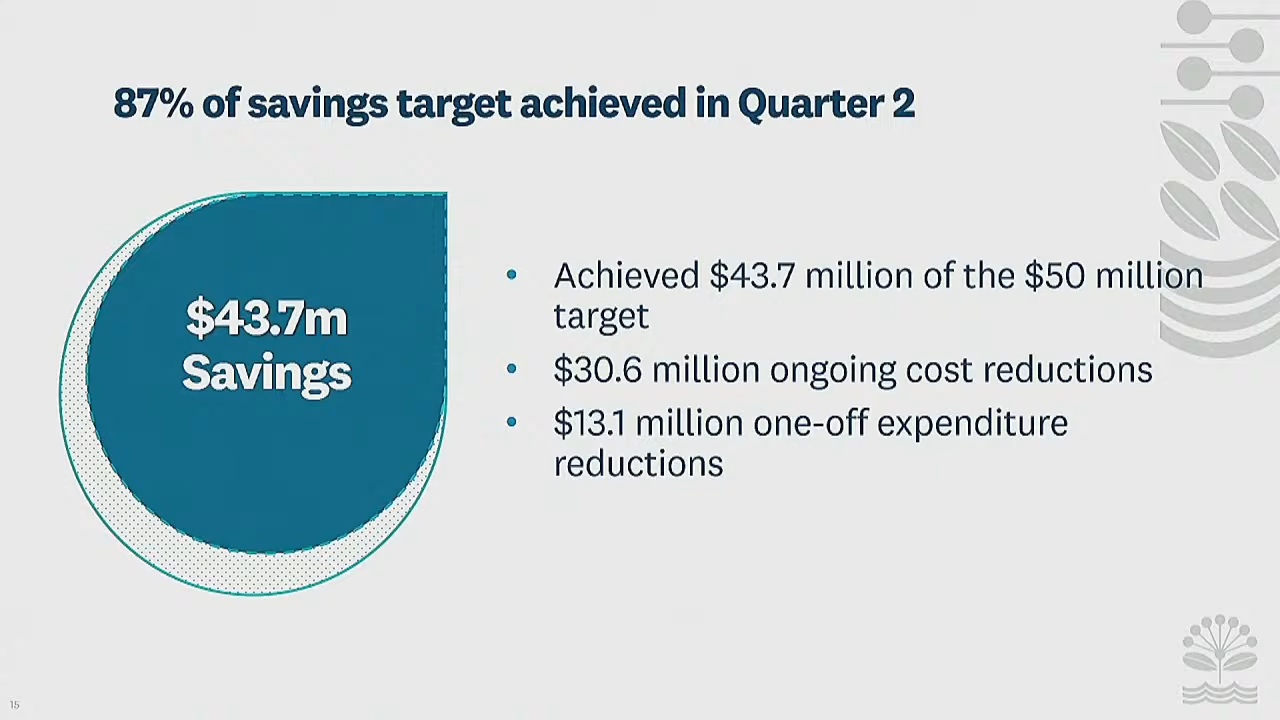 87% of savings target achieved in Quarter 2
$43.7m
Savings
• Achieved $43.7 million of the $50 million
target
• $30.6 million ongoing cost reductions
• $13.1 million one-off expenditure
reductions
15